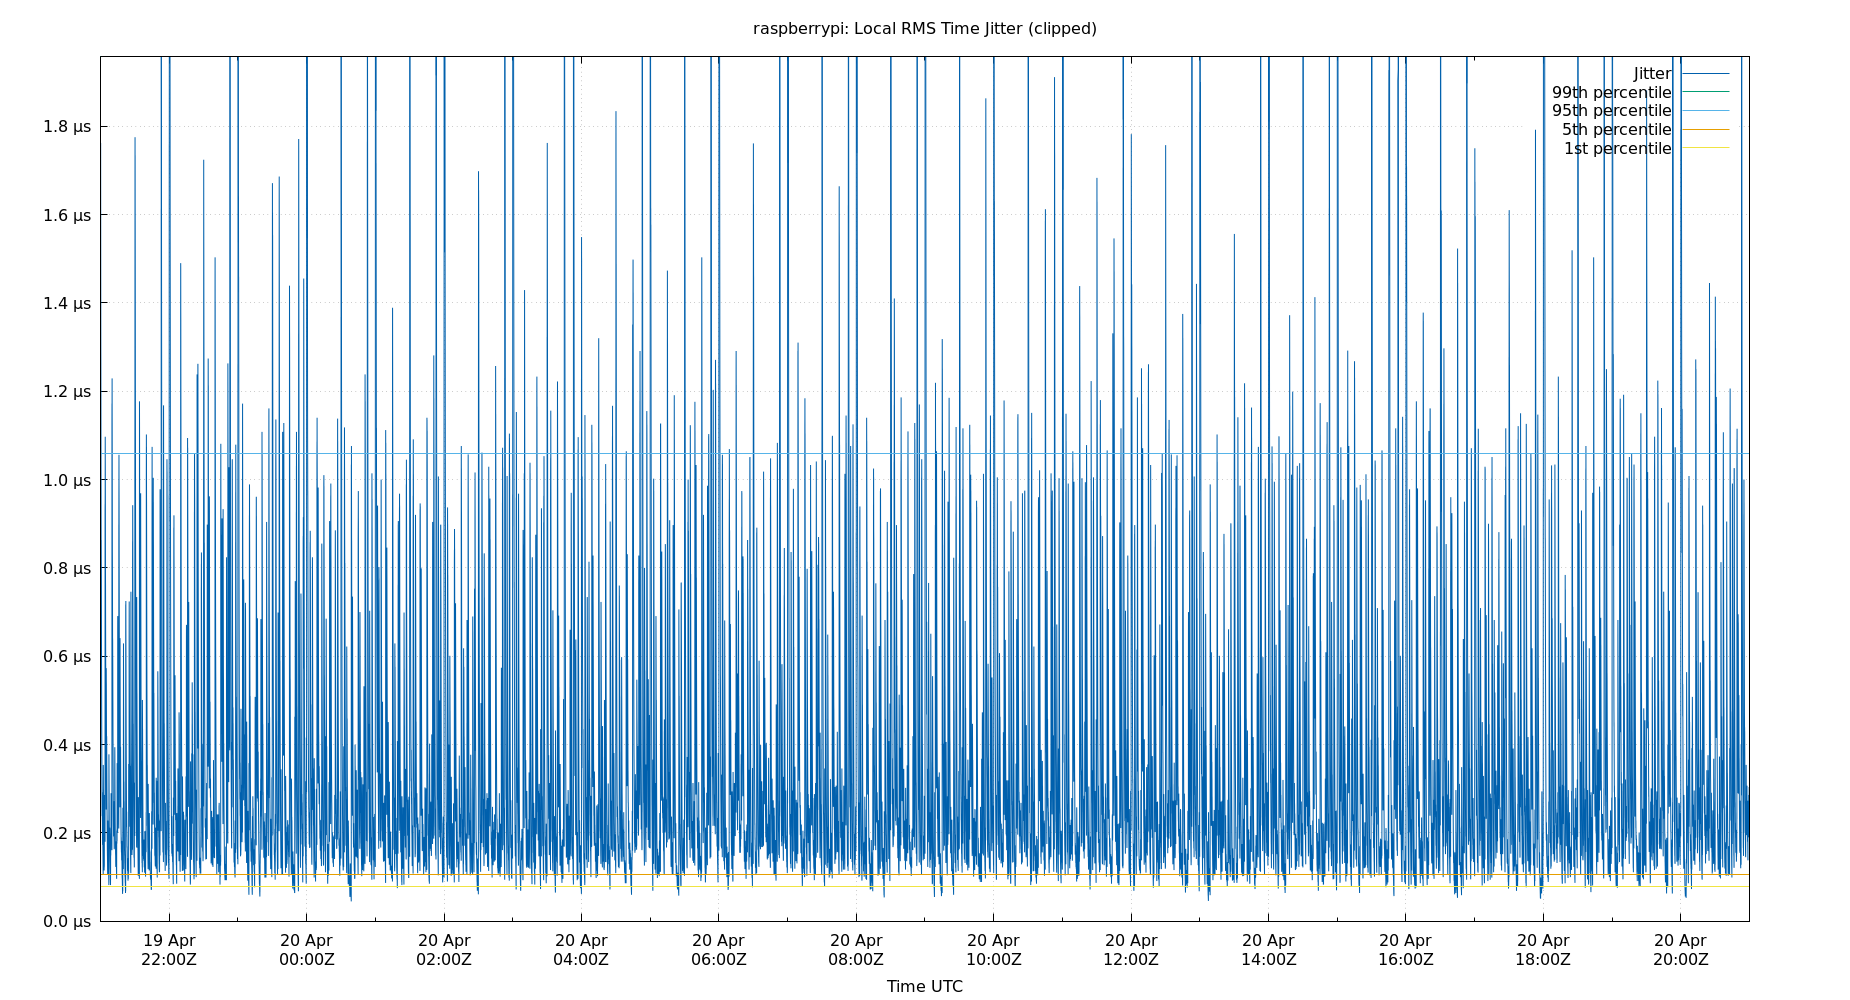 raspberrypi: Local RMS Time Jitter (clipped)
Jitter
99th percentile
95th percentile
5th percentile
1st percentile
1.8 µs
1.6 µs
1.4 µs
1.2 µs
1.0 µs
0.8 µs
0.6 µs
0.4 µs
0.2 µs
0.0 µs
19 Apr 20 Apr 20 Apr 20 Apr 20 Apr 20 Apr 20 Apr 20 Apr 20 Apr 20 Apr 20 Apr 20 Apr
22:00Z 00:00Z 02:00Z 04:00Z 06:00Z 08:00Z 10:00Z 12:00Z 14:00Z 16:00Z 18:00Z 20:00Z
Time UTC